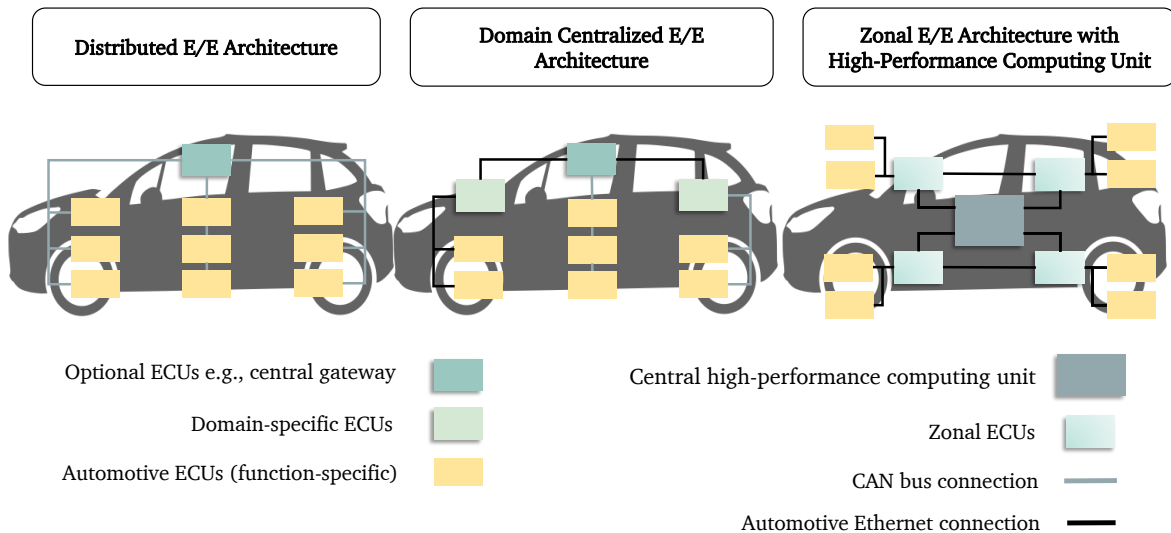 Distributed E/E Architecture
Domain Centralized E/E
Architecture
Zonal E/E Architecture with
High-Performance Computing Unit
Optional ECUs e.g., central gateway
Domain-specific ECUs
Automotive ECUs (function-specific)
Central high-performance computing unit
Zonal ECUs
CAN bus connection
Automotive Ethernet connection